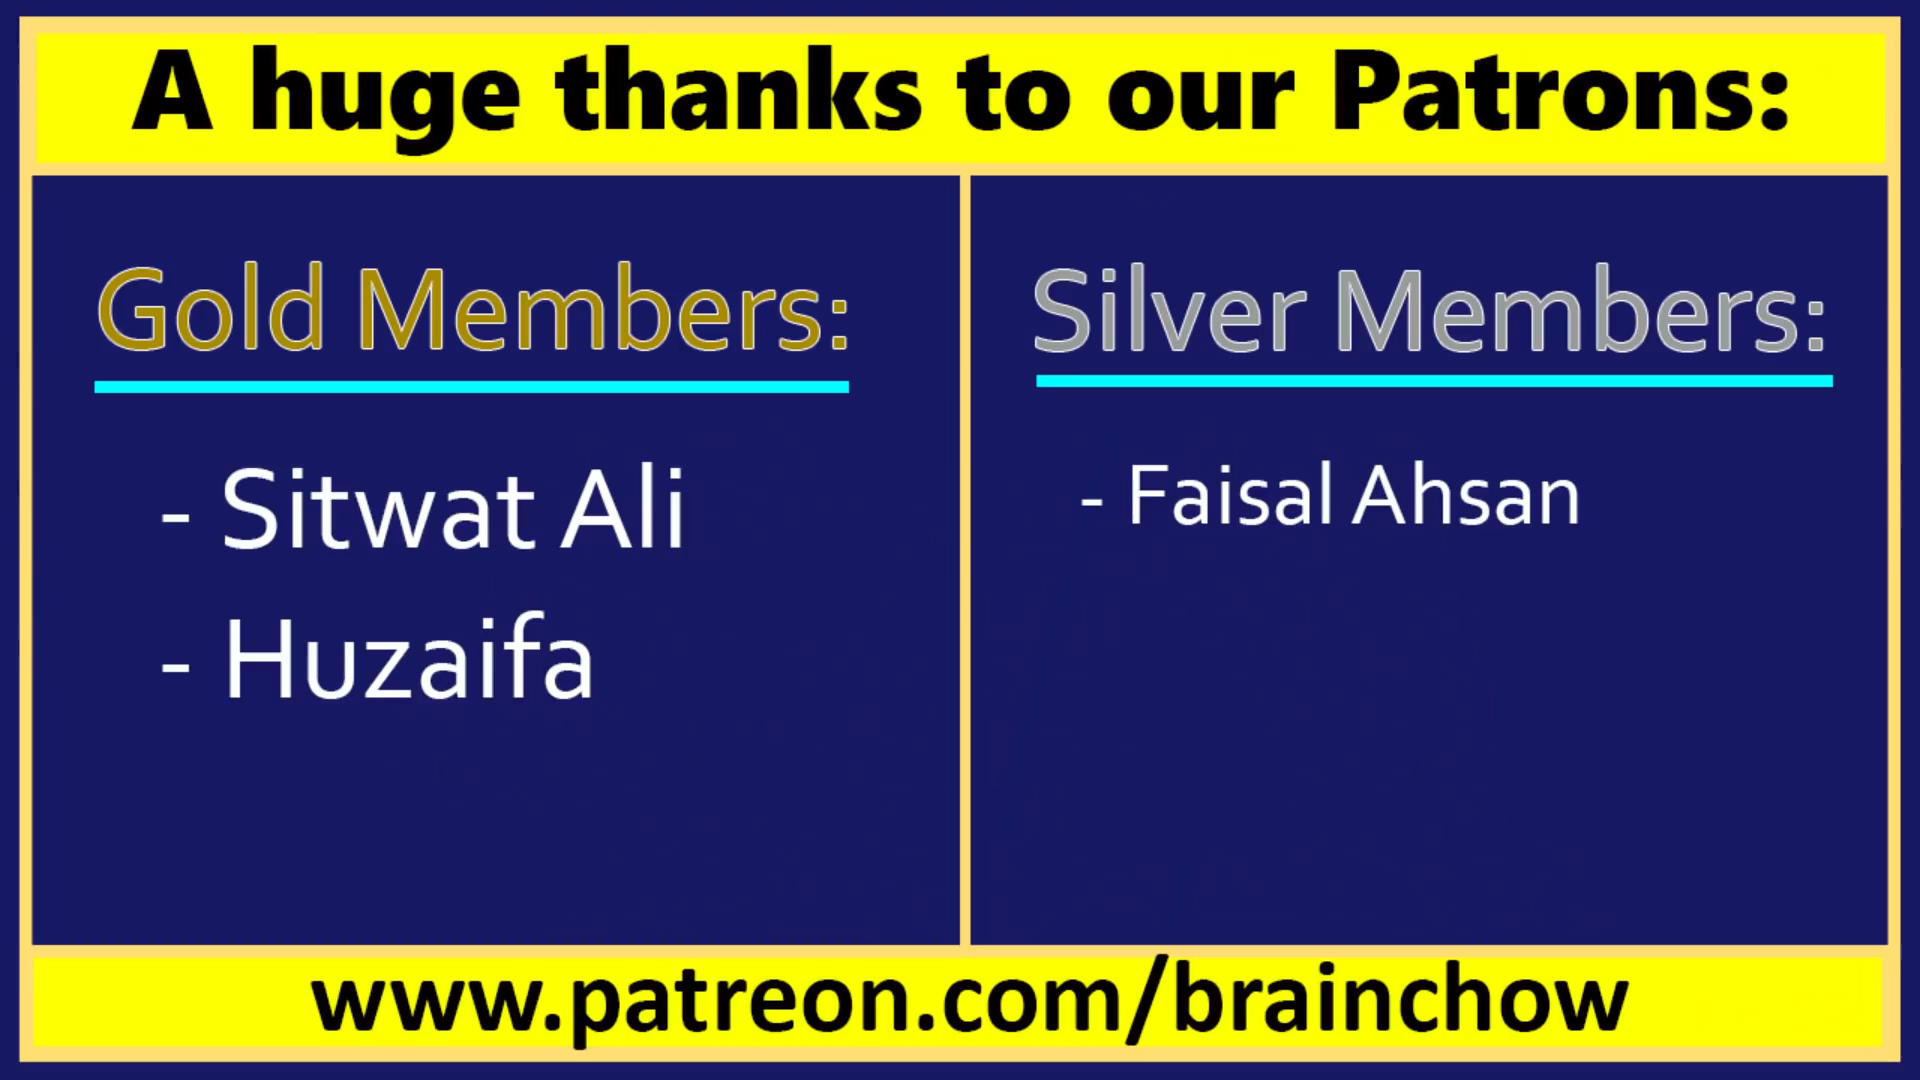 A huge thanks to our Patrons:
Gold Members:
- Sitwat Ali
- Huzaifa
Silver Members:
- Faisal Ahsan
www.patreon.com/brainchow